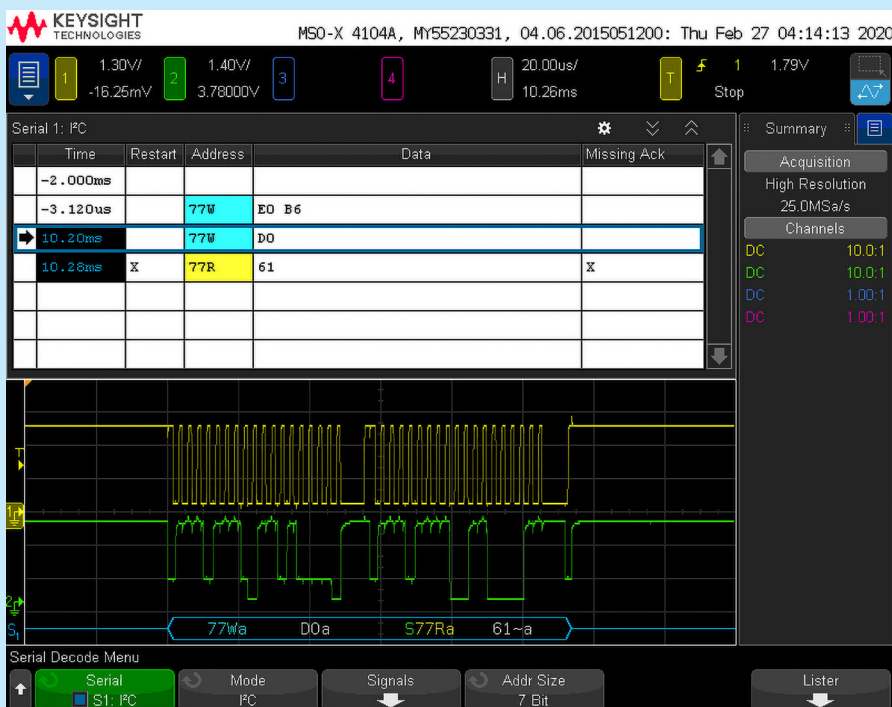 KEYSIGHT
TECHNOLOGIES
MSO-X 4104A, MY55230331, 04.06.2015051200: Thu Feb 27 04:14:13 2020
1 1.30V/ 2 1.40V/ 3 4 H 20.00us/ T 1 1.79V
-16.25mV 3.78000V 10.26ms Stop
Serial 1: I²C
Time Restart Address Data Missing Ack
-2.000ms
-3.120us 77W E0 B6
10.20ms 77W D0
10.28ms X 77R 61 X
Summary
Acquisition
High Resolution
25.0MSa/s
Channels
DC 10.0:1
DC 10.0:1
DC 1.00:1
DC 1.00:1
T
1
2
S1 77Wa D0a S77Ra 61~a
Serial Decode Menu
Serial Mode Signals Addr Size Lister
S1: I²C I²C 7 Bit